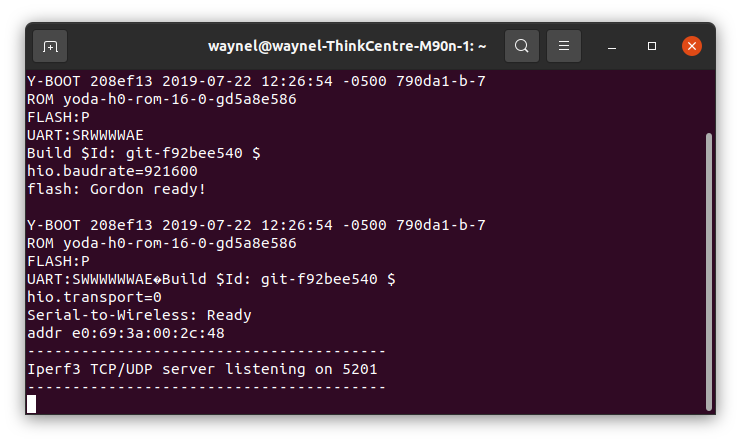 waynel@waynel-ThinkCentre-M90n-1: ~
Y-BOOT 208ef13 2019-07-22 12:26:54 -0500 790da1-b-7
ROM yoda-h0-rom-16-0-gd5a8e586
FLASH:P
UART:SRWWWWAE
Build $Id: git-f92bee540 $
hio.baudrate=921600
flash: Gordon ready!
Y-BOOT 208ef13 2019-07-22 12:26:54 -0500 790da1-b-7
ROM yoda-h0-rom-16-0-gd5a8e586
FLASH:P
UART:SWWWWWWAE�Build $Id: git-f92bee540 $
hio.transport=0
Serial-to-Wireless: Ready
addr e0:69:3a:00:2c:48
----------------------------------------
Iperf3 TCP/UDP server listening on 5201
----------------------------------------